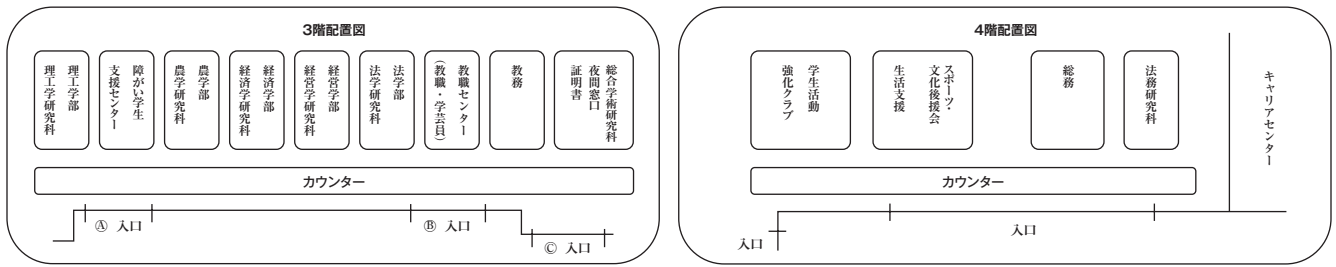 3階配置図
理工学部
理工学研究科
障がい学生
支援センター
農学部
農学研究科
経済学部
経済学研究科
経営学部
経営学研究科
法学部
法学研究科
教職センター
(教職・学芸員)
教務
総合学術研究科
夜間窓口
証明書
カウンター
Ⓐ 入口
Ⓑ 入口
Ⓒ 入口
4階配置図
学生活動
強化クラブ
スポーツ・
文化後援会
生活支援
総務
法務研究科
キャリアセンター
カウンター
入口
入口